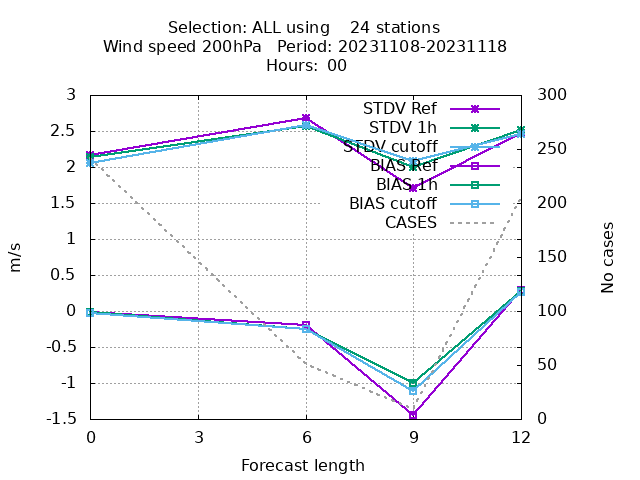 Selection: ALL using    24 stations
Wind speed 200hPa   Period: 20231108-20231118
Hours:  00
3
2.5
2
1.5
1
0.5
0
-0.5
-1
-1.5
300
250
200
150
100
50
0
0
3
6
9
12
STDV Ref
STDV 1h
STDV cutoff
BIAS Ref
BIAS 1h
BIAS cutoff
CASES
m/s
No cases
Forecast length